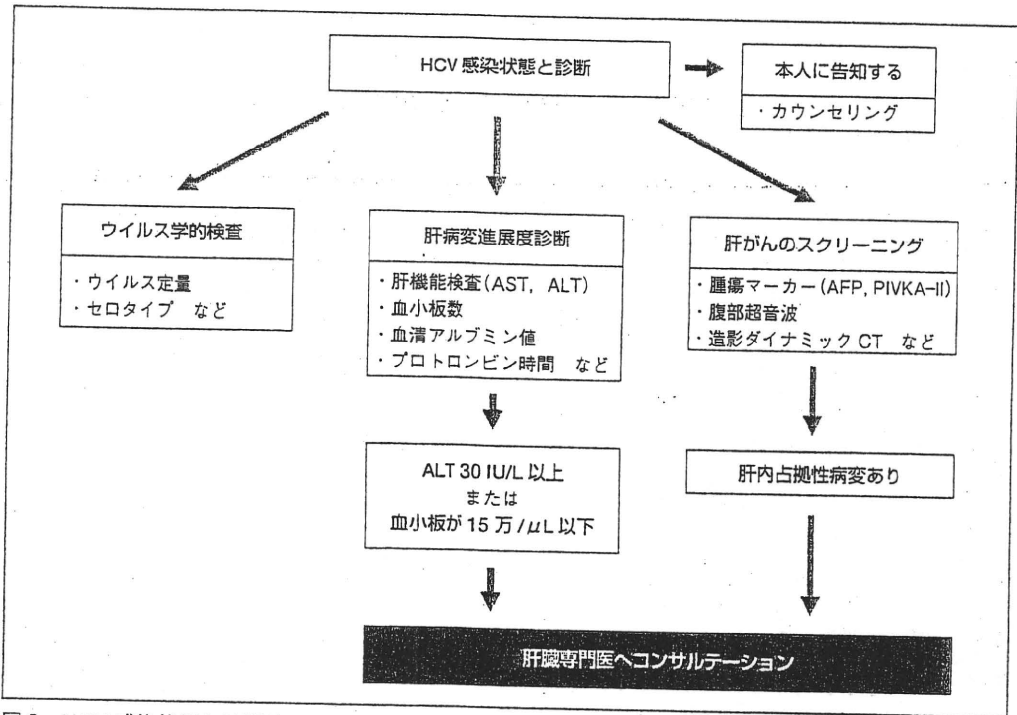 HCV 感染状態と診断
本人に告知する
・カウンセリング
ウイルス学的検査
・ウイルス定量
・セロタイプ など
肝病変進展度診断
・肝機能検査(AST, ALT)
・血小板数
・血清アルブミン値
・プロトロンビン時間 など
肝がんのスクリーニング
・腫瘍マーカー(AFP, PIVKA-II)
・腹部超音波
・造影ダイナミック CT など
ALT 30 IU/L 以上
または
血小板が 15 万/μL 以下
肝内占拠性病変あり
肝臓専門医へコンサルテーション